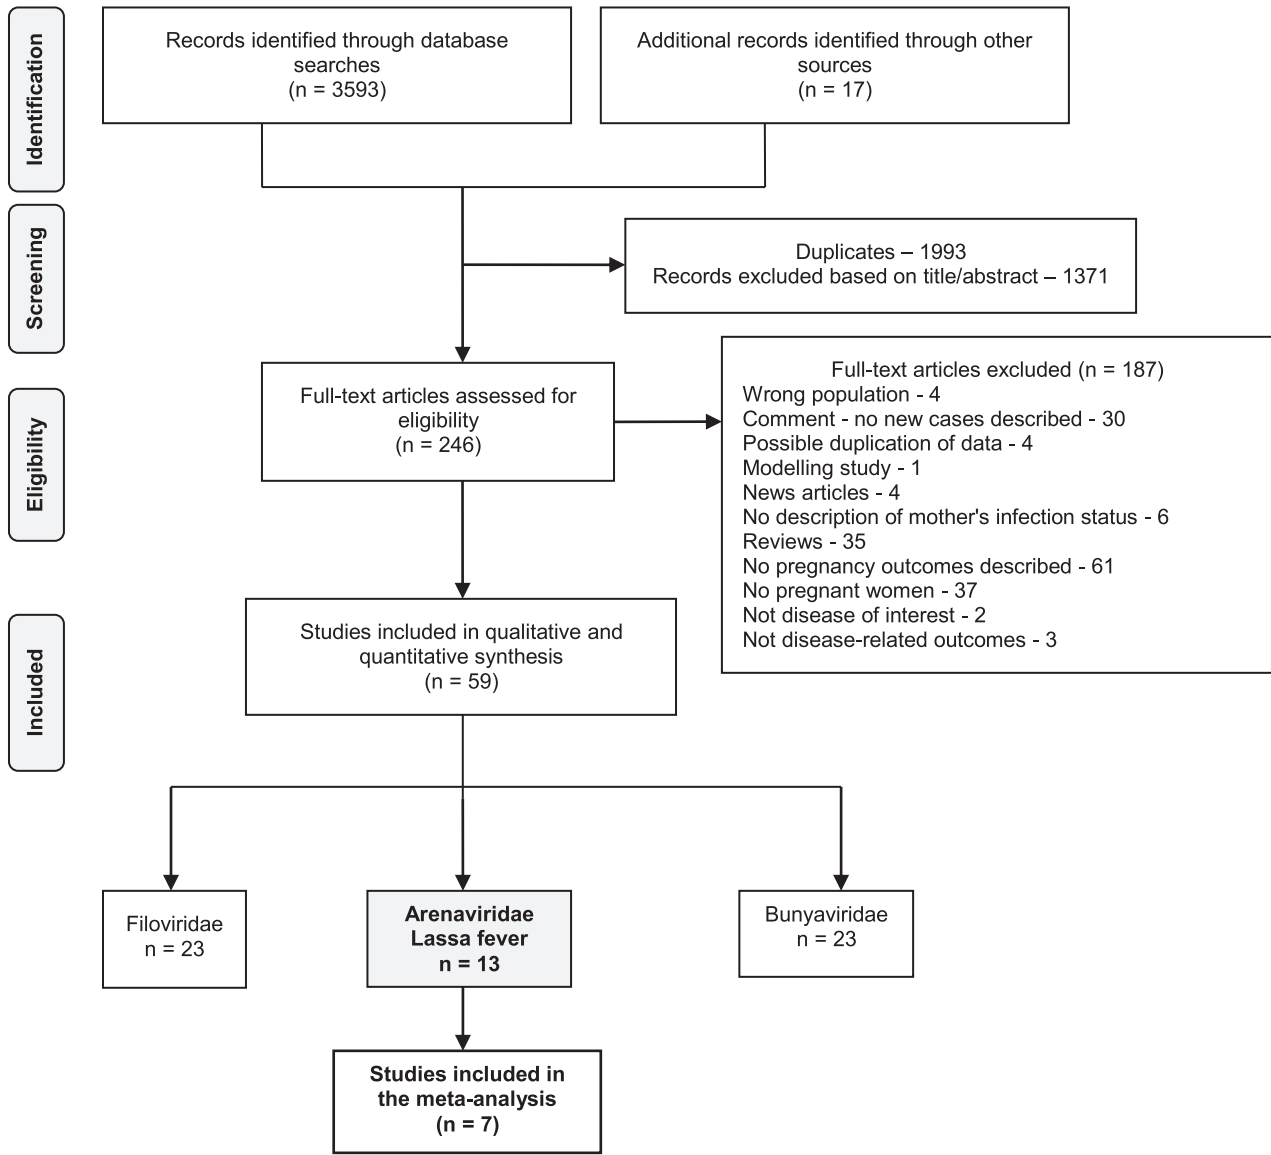 Identification
Records identified through database
searches
(n = 3593)
Additional records identified through other
sources
(n = 17)
Screening
Duplicates – 1993
Records excluded based on title/abstract – 1371
Eligibility
Full-text articles assessed for
eligibility
(n = 246)
Full-text articles excluded (n = 187)
Wrong population - 4
Comment - no new cases described - 30
Possible duplication of data - 4
Modelling study - 1
News articles - 4
No description of mother's infection status - 6
Reviews - 35
No pregnancy outcomes described - 61
No pregnant women - 37
Not disease of interest - 2
Not disease-related outcomes - 3
Included
Studies included in qualitative and
quantitative synthesis
(n = 59)
Filoviridae
n = 23
Arenaviridae
Lassa fever
n = 13
Bunyaviridae
n = 23
Studies included in
the meta-analysis
(n = 7)